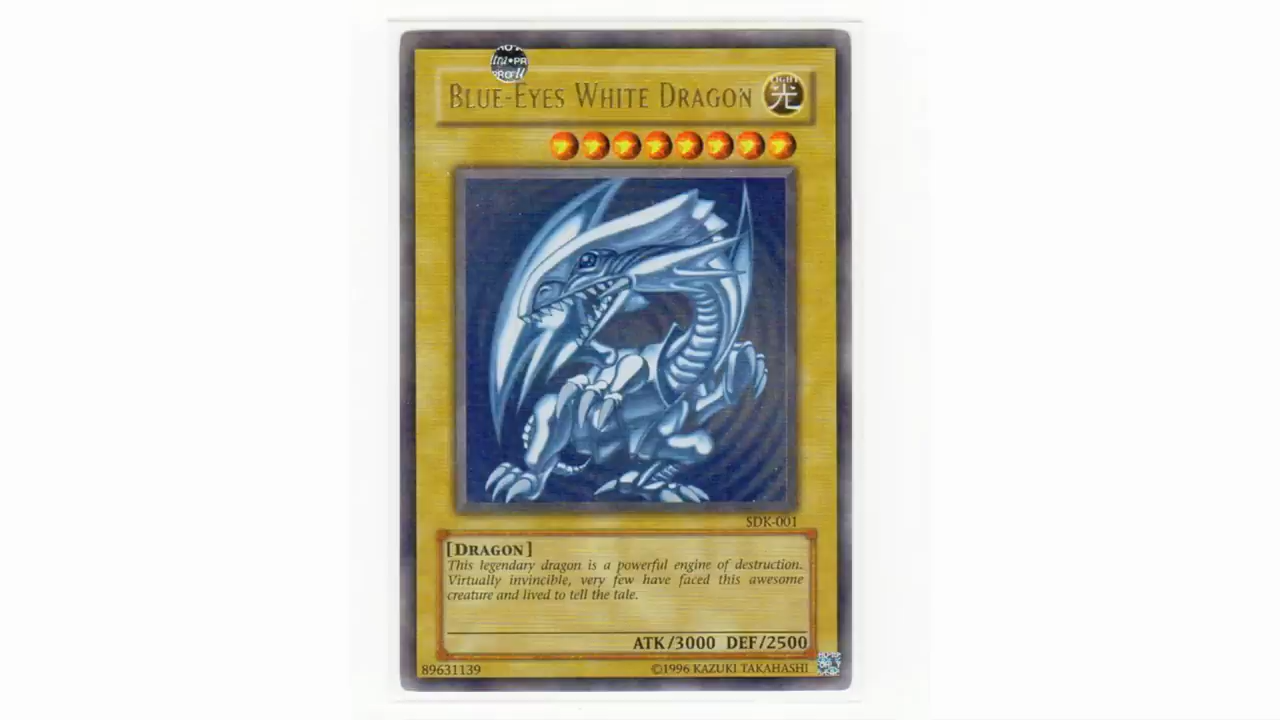 BLUE-EYES WHITE DRAGON
LIGHT
光
SDK-001
[DRAGON]
This legendary dragon is a powerful engine of destruction.
Virtually invincible, very few have faced this awesome
creature and lived to tell the tale.
ATK/3000 DEF/2500
89631139
©1996 KAZUKI TAKAHASHI